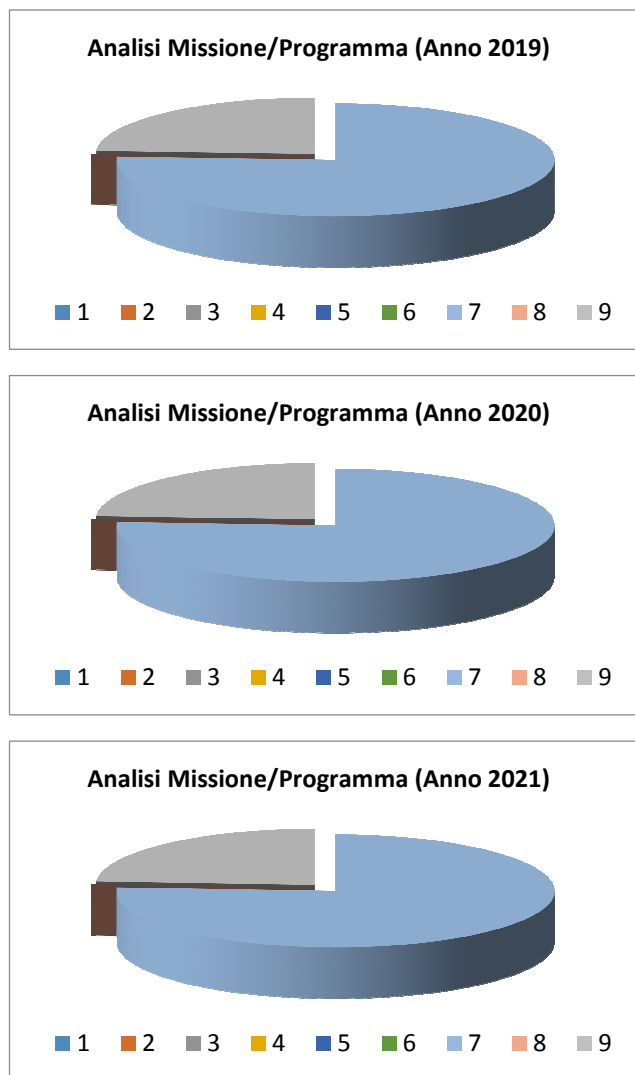 Analisi Missione/Programma (Anno 2019)
1 2 3 4 5 6 7 8 9
Analisi Missione/Programma (Anno 2020)
1 2 3 4 5 6 7 8 9
Analisi Missione/Programma (Anno 2021)
1 2 3 4 5 6 7 8 9